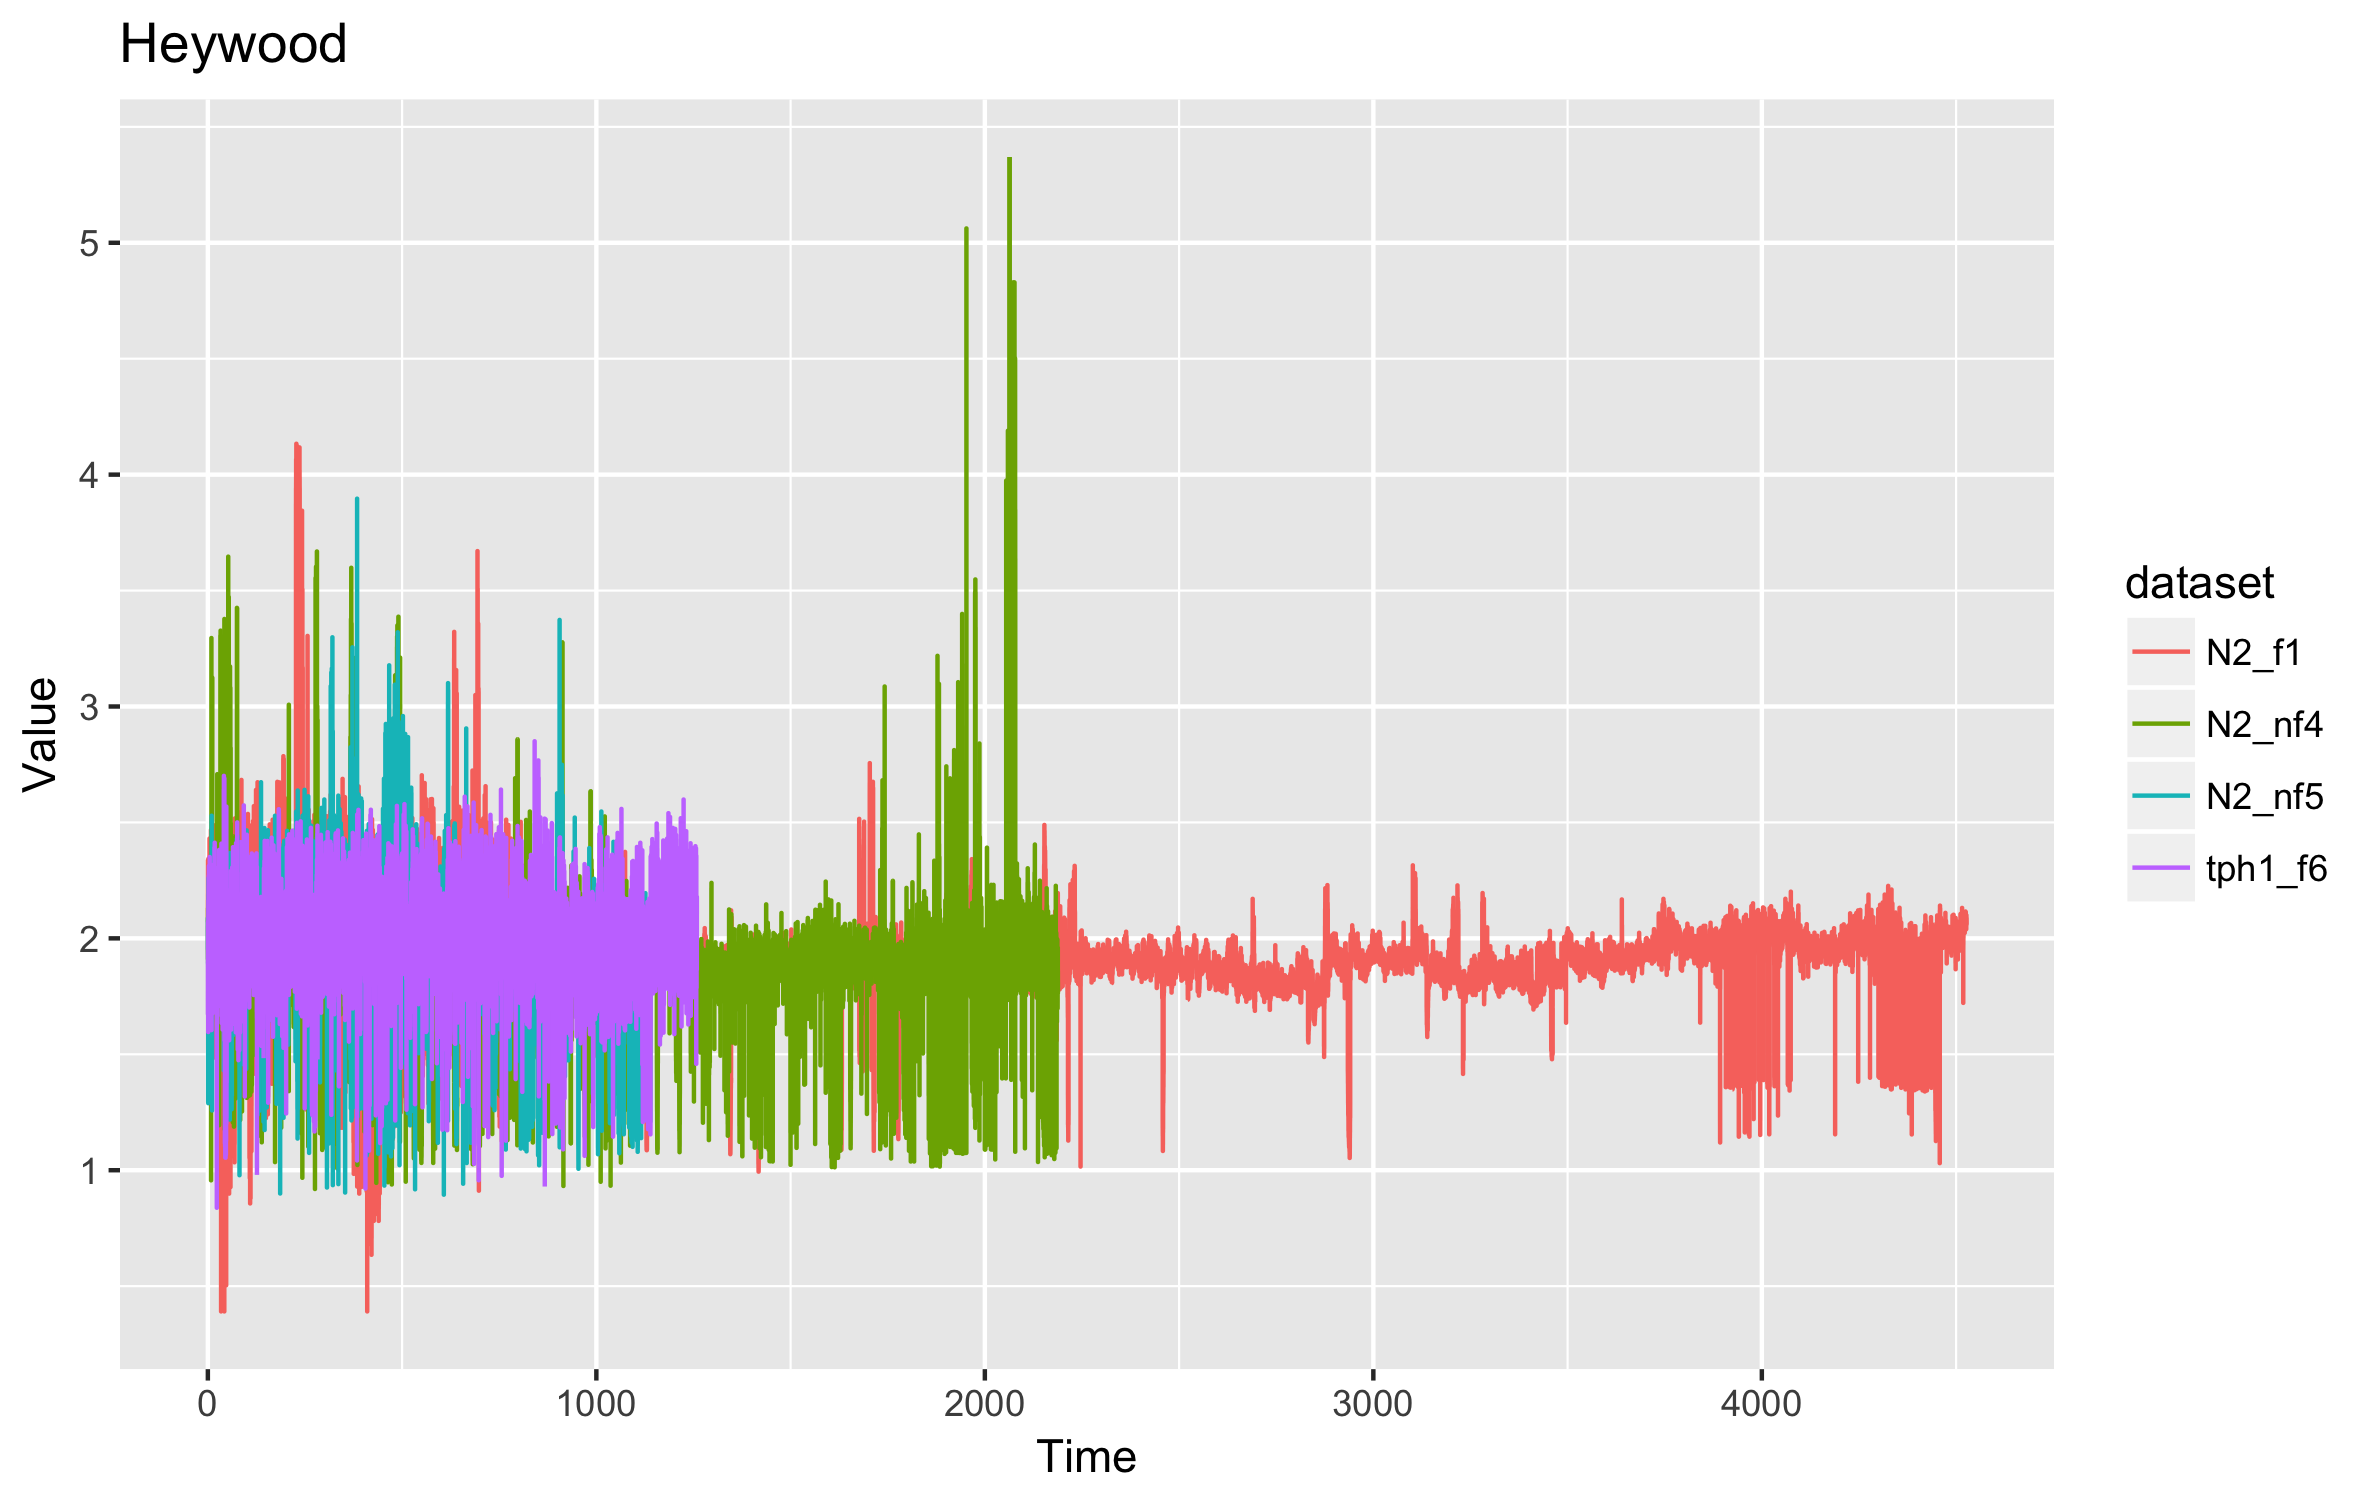 Heywood
5
4
3
2
1
Value
0 1000 2000 3000 4000
Time
dataset
N2_f1
N2_nf4
N2_nf5
tph1_f6